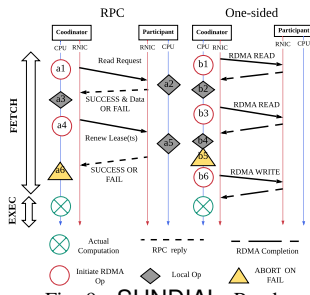 RPC
One-sided
Coodinator
Participant
Coodinator
Participant
CPU RNIC RNIC CPU CPU RNIC RNIC CPU
a1
Read Request
b1
RDMA READ
a2
a3
SUCCESS & Data
OR FAIL
b2
FETCH
a4
b3
RDMA READ
Renew Lease(ts)
a5
b4
b5
SUCCESS OR
FAIL
a6
b6
RDMA WRITE
EXEC
Actual
Computation
RPC reply
RDMA Completion
Initiate RDMA
Op
Local Op
ABORT ON
FAIL